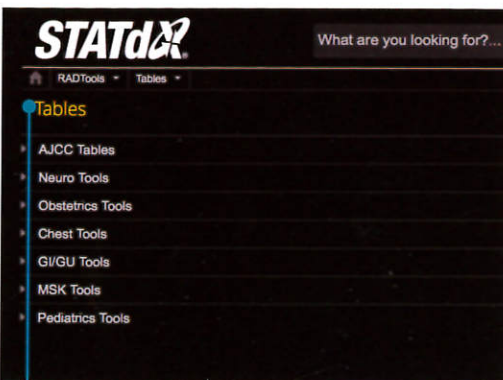 STATdX.
What are you looking for?...
RADTools Tables
Tables
AJCC Tables
Neuro Tools
Obstetrics Tools
Chest Tools
GI/GU Tools
MSK Tools
Pediatrics Tools